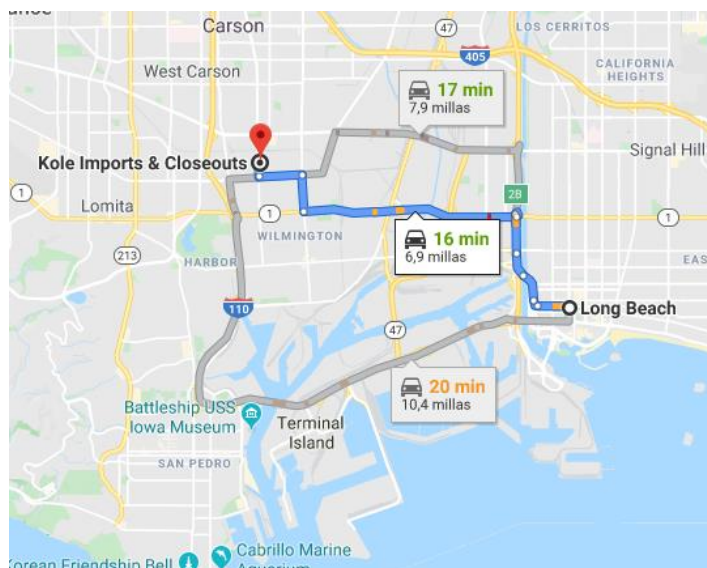 Carson
47
405
LOS CERRITOS
CALIFORNIA
HEIGHTS
West Carson
17 min
7,9 millas
Kole Imports & Closeouts
Signal Hill
1
Lomita
1
2B
1
WILMINGTON
16 min
6,9 millas
213
HARBOR
EAS
110
Long Beach
47
20 min
10,4 millas
Battleship USS
Iowa Museum
Terminal
Island
SAN PEDRO
Korean Friendship Bell
Cabrillo Marine
Aquarium